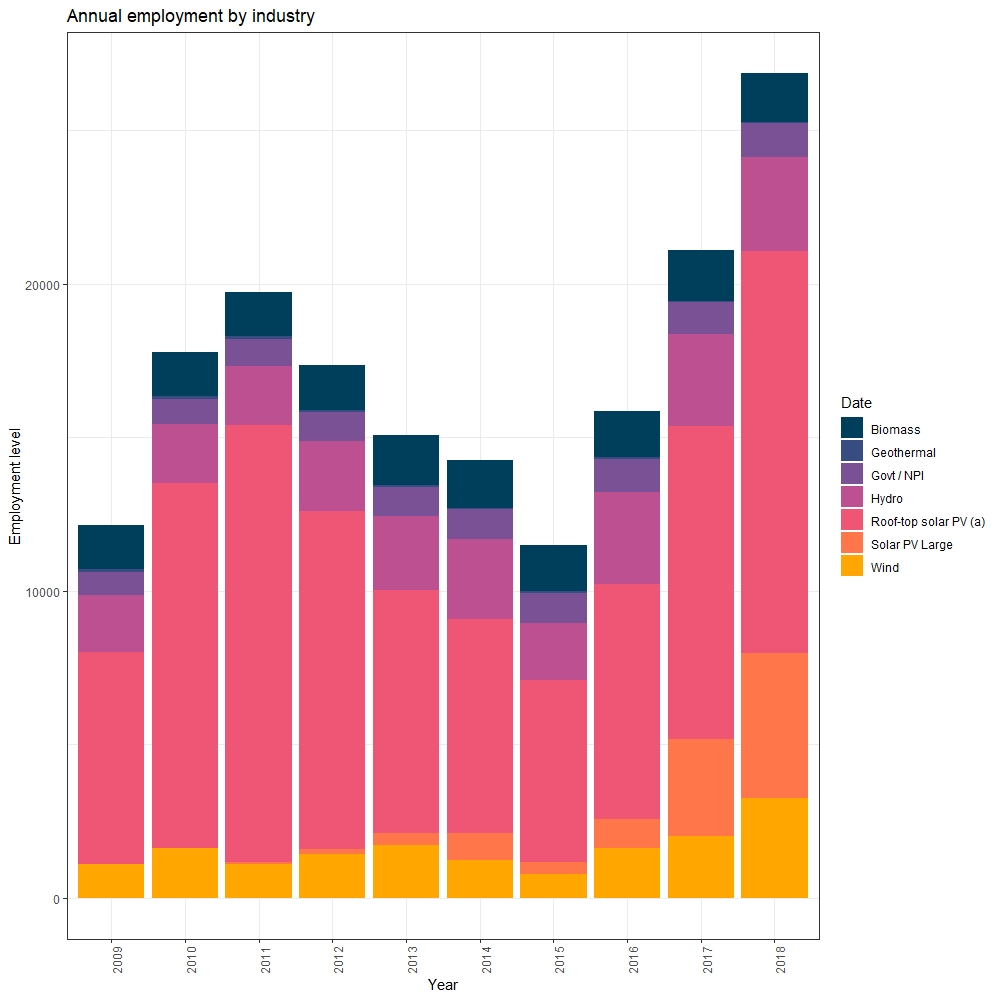 Annual employment by industry
Employment level
20000
10000
0
2009
2010
2011
2012
2013
2014
2015
2016
2017
2018
Year
Date
Biomass
Geothermal
Govt / NPI
Hydro
Roof-top solar PV (a)
Solar PV Large
Wind